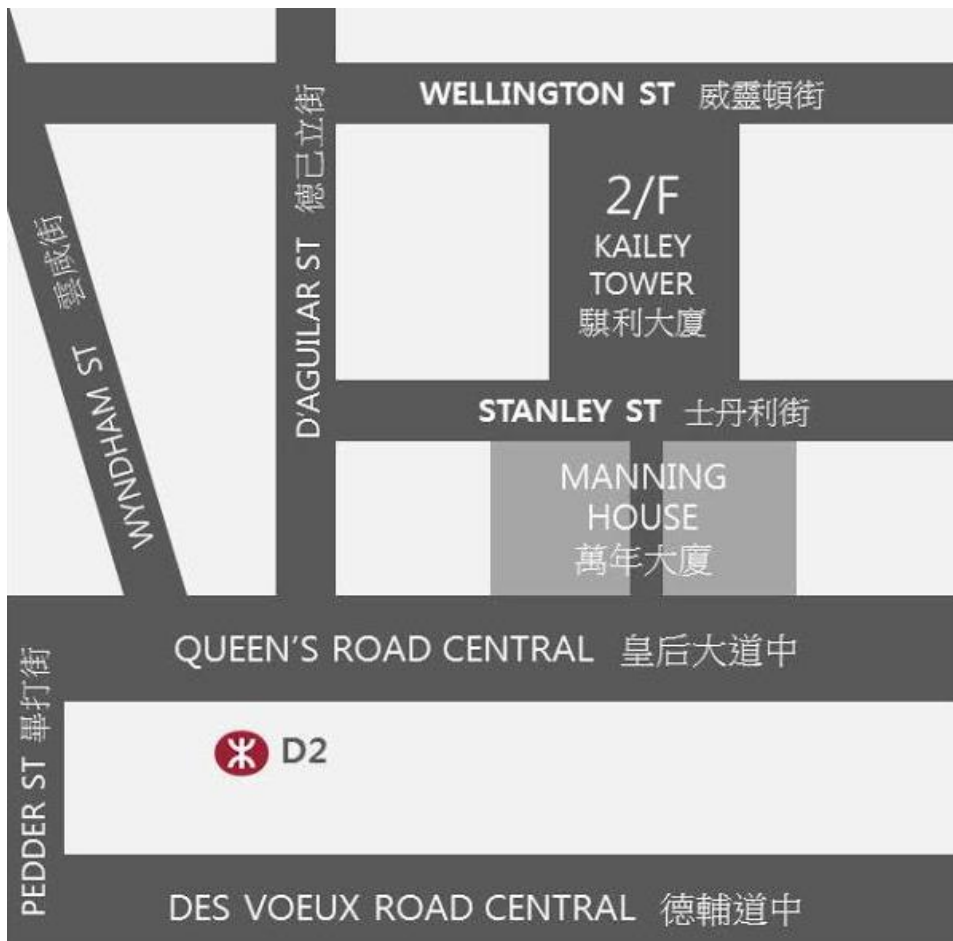 WELLINGTON ST 威靈頓街
D'AGUILAR ST 德己立街
WYNDHAM ST 雲咸街
2/F
KAILEY
TOWER
騏利大廈
STANLEY ST 士丹利街
MANNING
HOUSE
萬年大廈
QUEEN'S ROAD CENTRAL 皇后大道中
PEDDER ST 畢打街
D2
DES VOEUX ROAD CENTRAL 德輔道中